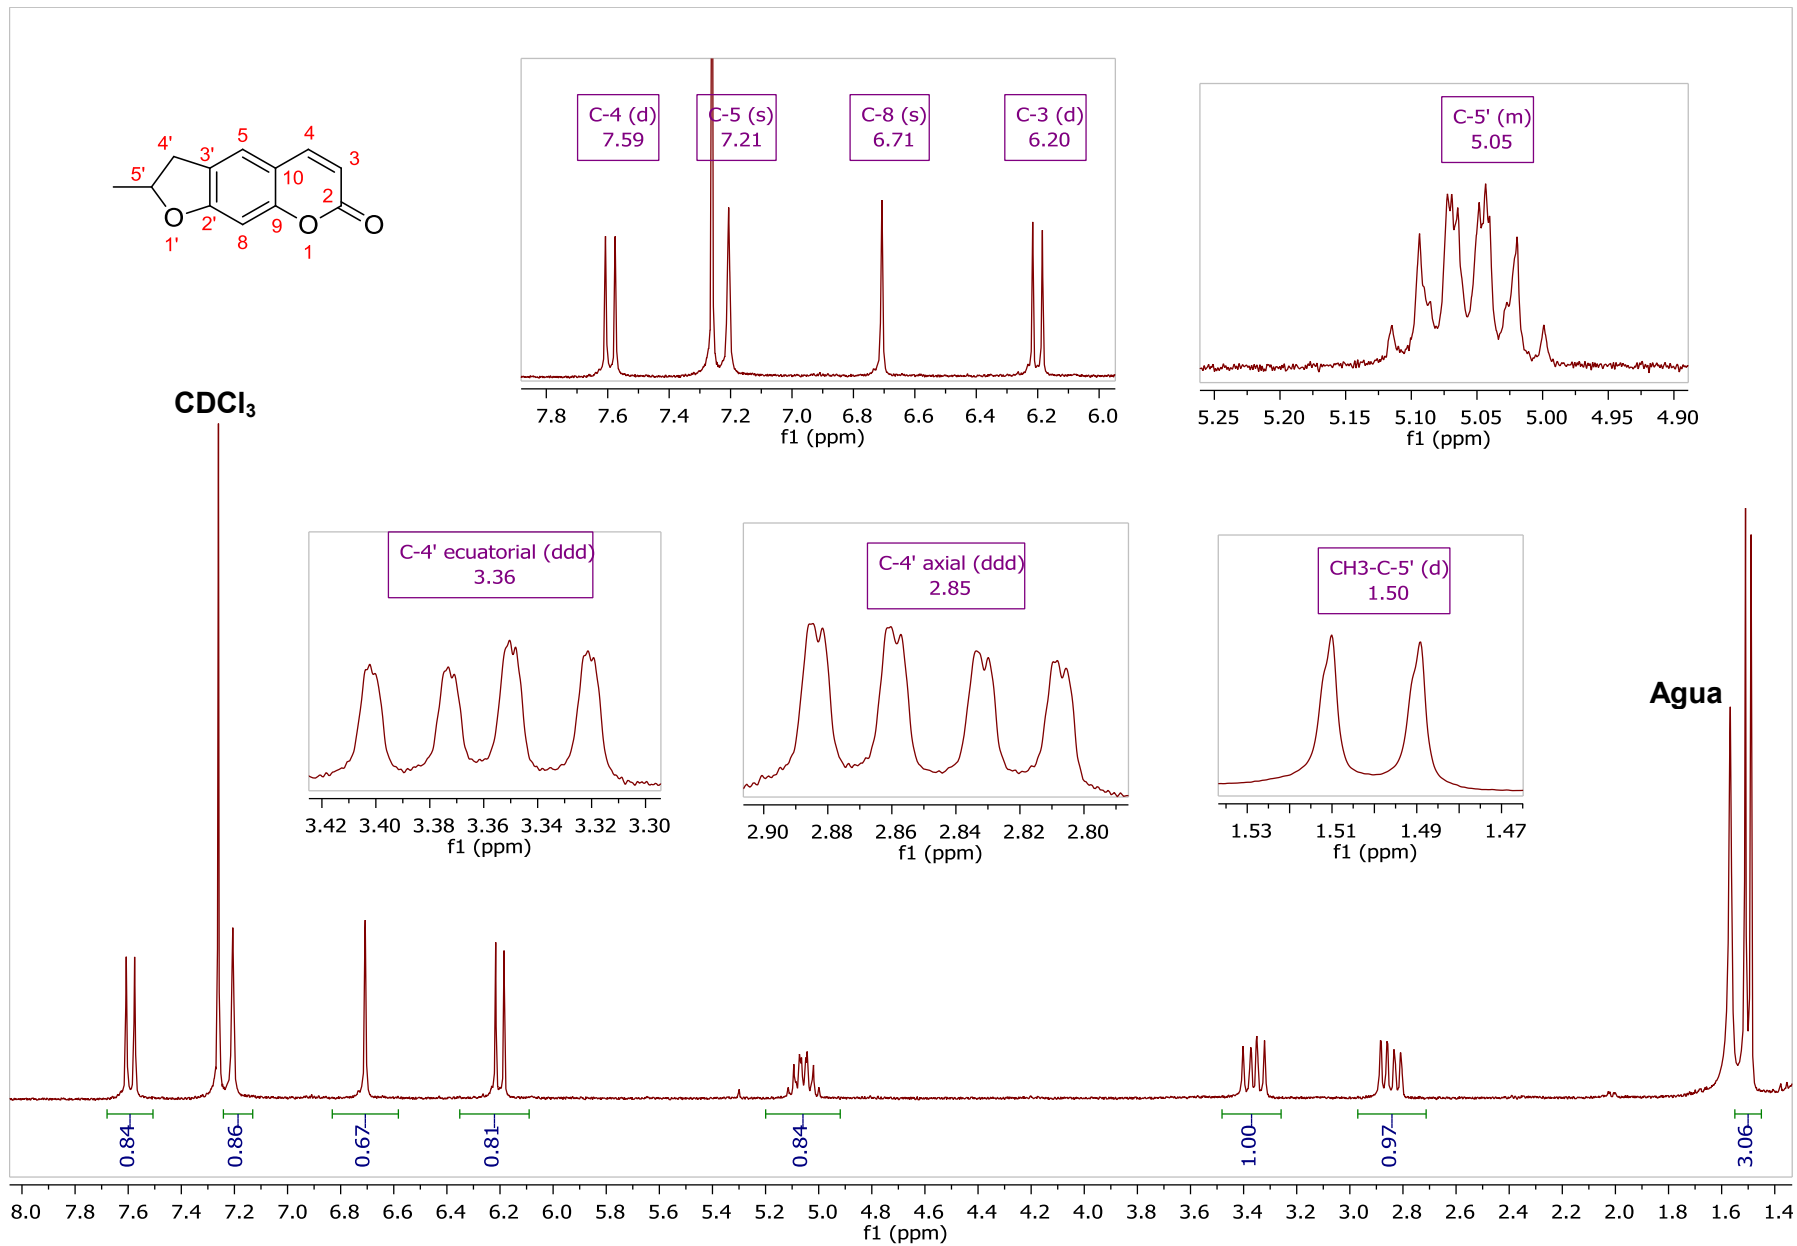 C-4 (d)
7.59
C-5 (s)
7.21
C-8 (s)
6.71
C-3 (d)
6.20
7.8 7.6 7.4 7.2 7.0 6.8 6.6 6.4 6.2 6.0
f1 (ppm)
C-5' (m)
5.05
5.25 5.20 5.15 5.10 5.05 5.00 4.95 4.90
f1 (ppm)
4'
5
4
3'
3
5'
10
2
O
2'
9
O
O
1'
8
1
CDCl3
C-4' ecuatorial (ddd)
3.36
3.42 3.40 3.38 3.36 3.34 3.32 3.30
f1 (ppm)
C-4' axial (ddd)
2.85
2.90 2.88 2.86 2.84 2.82 2.80
f1 (ppm)
CH3-C-5' (d)
1.50
1.53 1.51 1.49 1.47
f1 (ppm)
Agua
0.84
0.86
0.67
0.81
0.84
1.00
0.97
3.06
8.0 7.8 7.6 7.4 7.2 7.0 6.8 6.6 6.4 6.2 6.0 5.8 5.6 5.4 5.2 5.0 4.8 4.6 4.4 4.2 4.0 3.8 3.6 3.4 3.2 3.0 2.8 2.6 2.4 2.2 2.0 1.8 1.6 1.4
f1 (ppm)